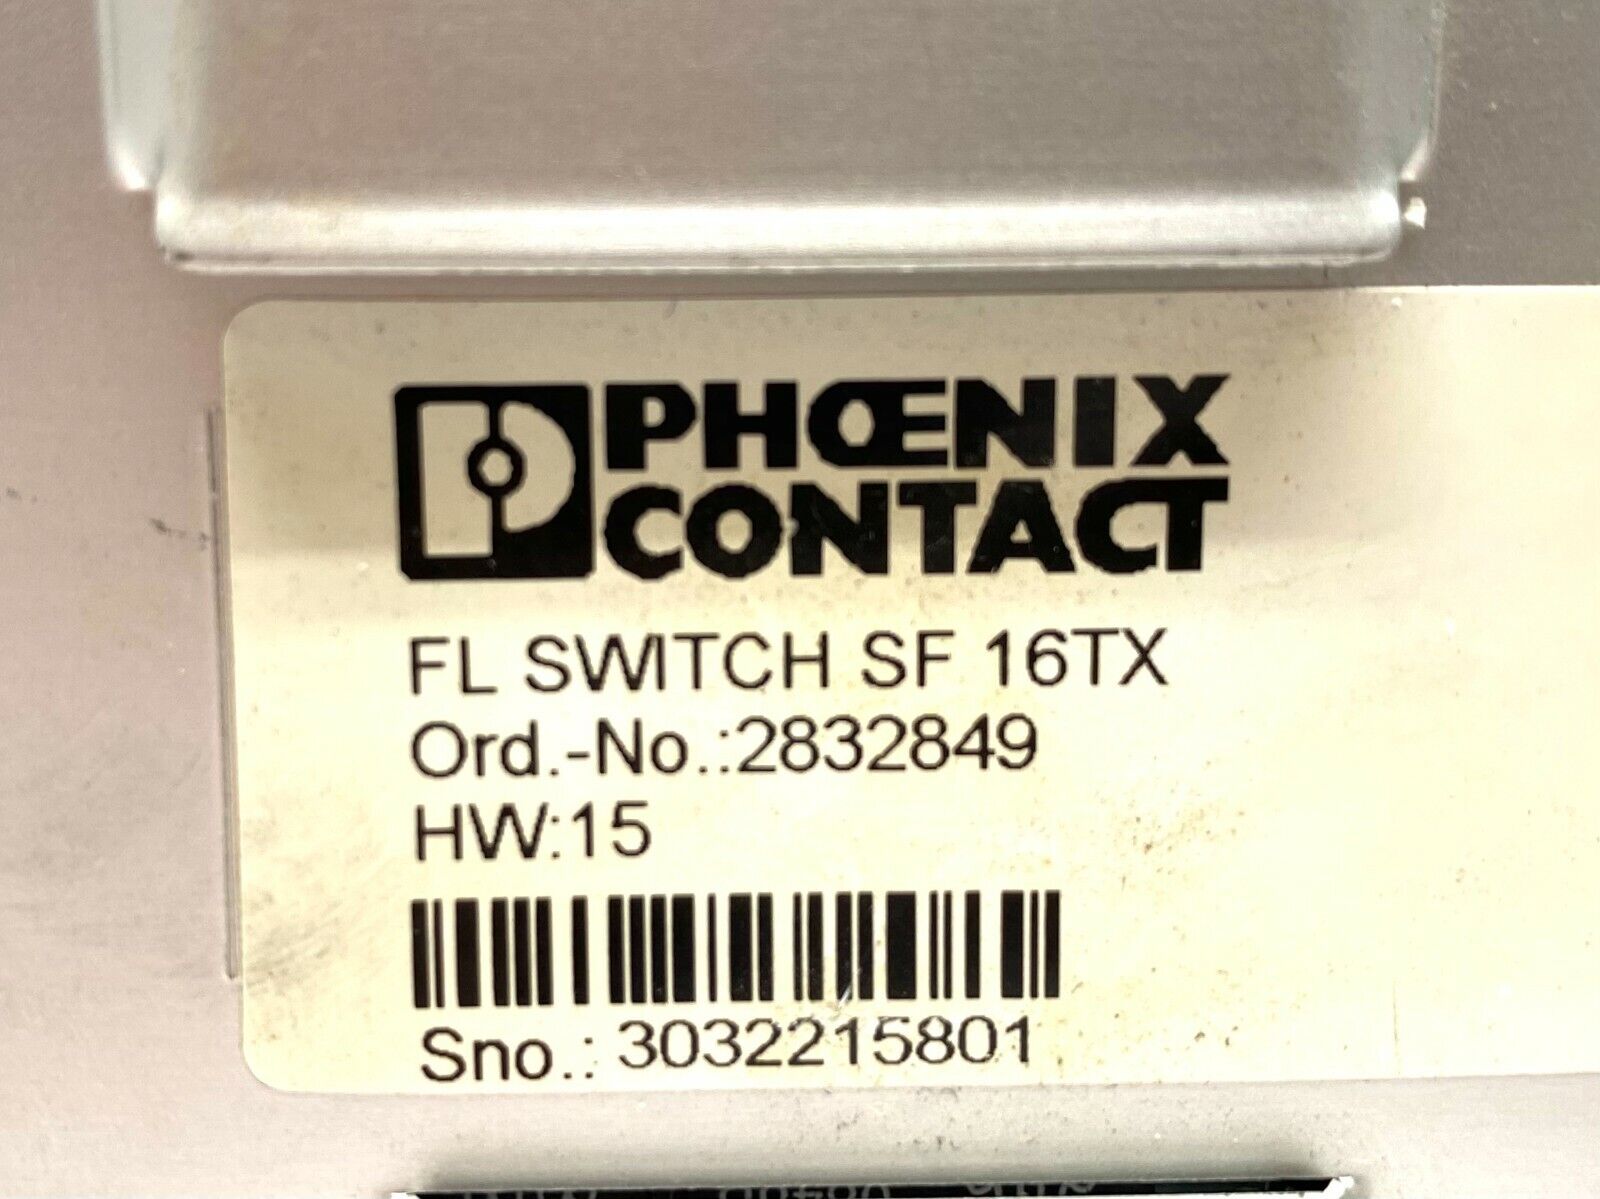 PHŒNIX
CONTACT
FL SWITCH SF 16TX
Ord.-No.:2832849
HW:15
Sno.: 3032215801